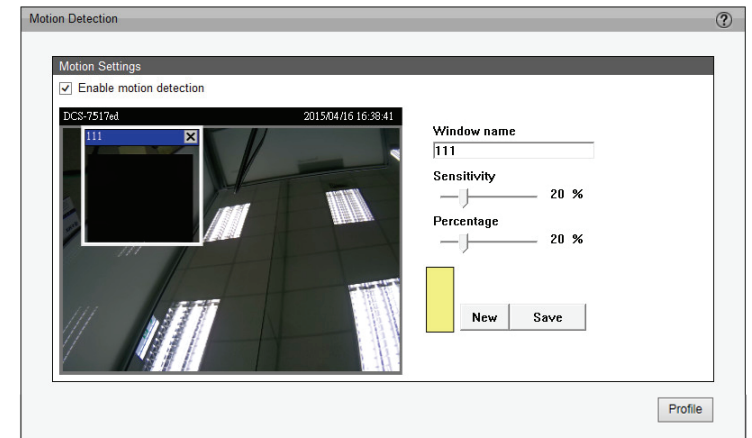 Motion Detection
?
Motion Settings
Enable motion detection
DCS-7517ed 2015/04/16 16:38:41
111
Window name
111
Sensitivity
20 %
Percentage
20 %
New Save
Profile